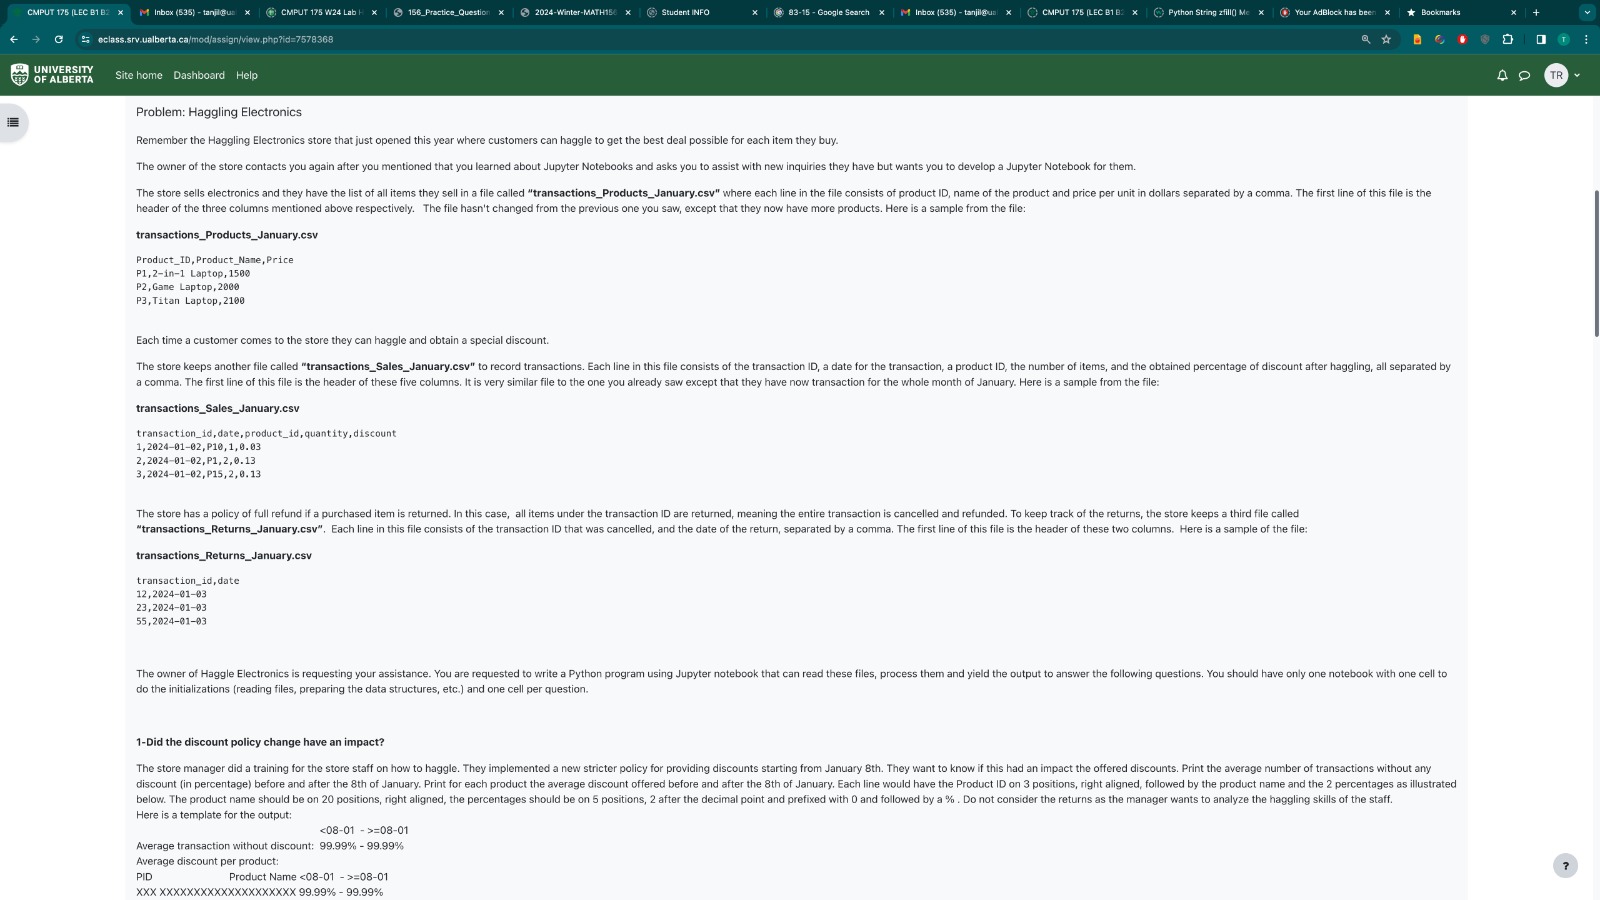 CMPUT 175 (LEC B1 B2
Inbox (535) - tanjil@ua
CMPUT 175 W24 Lab H
156_Practice_Question
2024-Winter-MATH156
Student INFO
83-15 - Google Search
Inbox (535) - tanjil@ua
CMPUT 175 (LEC B1 B2
Python String zfill() Me
Your AdBlock has been
Bookmarks
eclass.srv.ualberta.ca/mod/assign/view.php?id=7578368
UNIVERSITY
OF ALBERTA
Site home Dashboard Help
TR
Problem: Haggling Electronics
Remember the Haggling Electronics store that just opened this year where customers can haggle to get the best deal possible for each item they buy.
The owner of the store contacts you again after you mentioned that you learned about Jupyter Notebooks and asks you to assist with new inquiries they have but wants you to develop a Jupyter Notebook for them.
The store sells electronics and they have the list of all items they sell in a file called “transactions_Products_January.csv” where each line in the file consists of product ID, name of the product and price per unit in dollars separated by a comma. The first line of this file is the
header of the three columns mentioned above respectively. The file hasn't changed from the previous one you saw, except that they now have more products. Here is a sample from the file:
transactions_Products_January.csv
Product_ID,Product_Name,Price
P1,2-in-1 Laptop,1500
P2,Game Laptop,2000
P3,Titan Laptop,2100
Each time a customer comes to the store they can haggle and obtain a special discount.
The store keeps another file called “transactions_Sales_January.csv” to record transactions. Each line in this file consists of the transaction ID, a date for the transaction, a product ID, the number of items, and the obtained percentage of discount after haggling, all separated by
a comma. The first line of this file is the header of these five columns. It is very similar file to the one you already saw except that they have now transaction for the whole month of January. Here is a sample from the file:
transactions_Sales_January.csv
transaction_id,date,product_id,quantity,discount
1,2024-01-02,P10,1,0.03
2,2024-01-02,P1,2,0.13
3,2024-01-02,P15,2,0.13
The store has a policy of full refund if a purchased item is returned. In this case, all items under the transaction ID are returned, meaning the entire transaction is cancelled and refunded. To keep track of the returns, the store keeps a third file called
“transactions_Returns_January.csv”. Each line in this file consists of the transaction ID that was cancelled, and the date of the return, separated by a comma. The first line of this file is the header of these two columns. Here is a sample of the file:
transactions_Returns_January.csv
transaction_id,date
12,2024-01-03
23,2024-01-03
55,2024-01-03
The owner of Haggle Electronics is requesting your assistance. You are requested to write a Python program using Jupyter notebook that can read these files, process them and yield the output to answer the following questions. You should have only one notebook with one cell to
do the initializations (reading files, preparing the data structures, etc.) and one cell per question.
1-Did the discount policy change have an impact?
The store manager did a training for the store staff on how to haggle. They implemented a new stricter policy for providing discounts starting from January 8th. They want to know if this had an impact the offered discounts. Print the average number of transactions without any
discount (in percentage) before and after the 8th of January. Print for each product the average discount offered before and after the 8th of January. Each line would have the Product ID on 3 positions, right aligned, followed by the product name and the 2 percentages as illustrated
below. The product name should be on 20 positions, right aligned, the percentages should be on 5 positions, 2 after the decimal point and prefixed with 0 and followed by a % . Do not consider the returns as the manager wants to analyze the haggling skills of the staff.
Here is a template for the output:
<08-01 - >=08-01
Average transaction without discount: 99.99% - 99.99%
Average discount per product:
PID Product Name <08-01 - >=08-01
XXX XXXXXXXXXXXXXXXXXXXX 99.99% - 99.99%
?